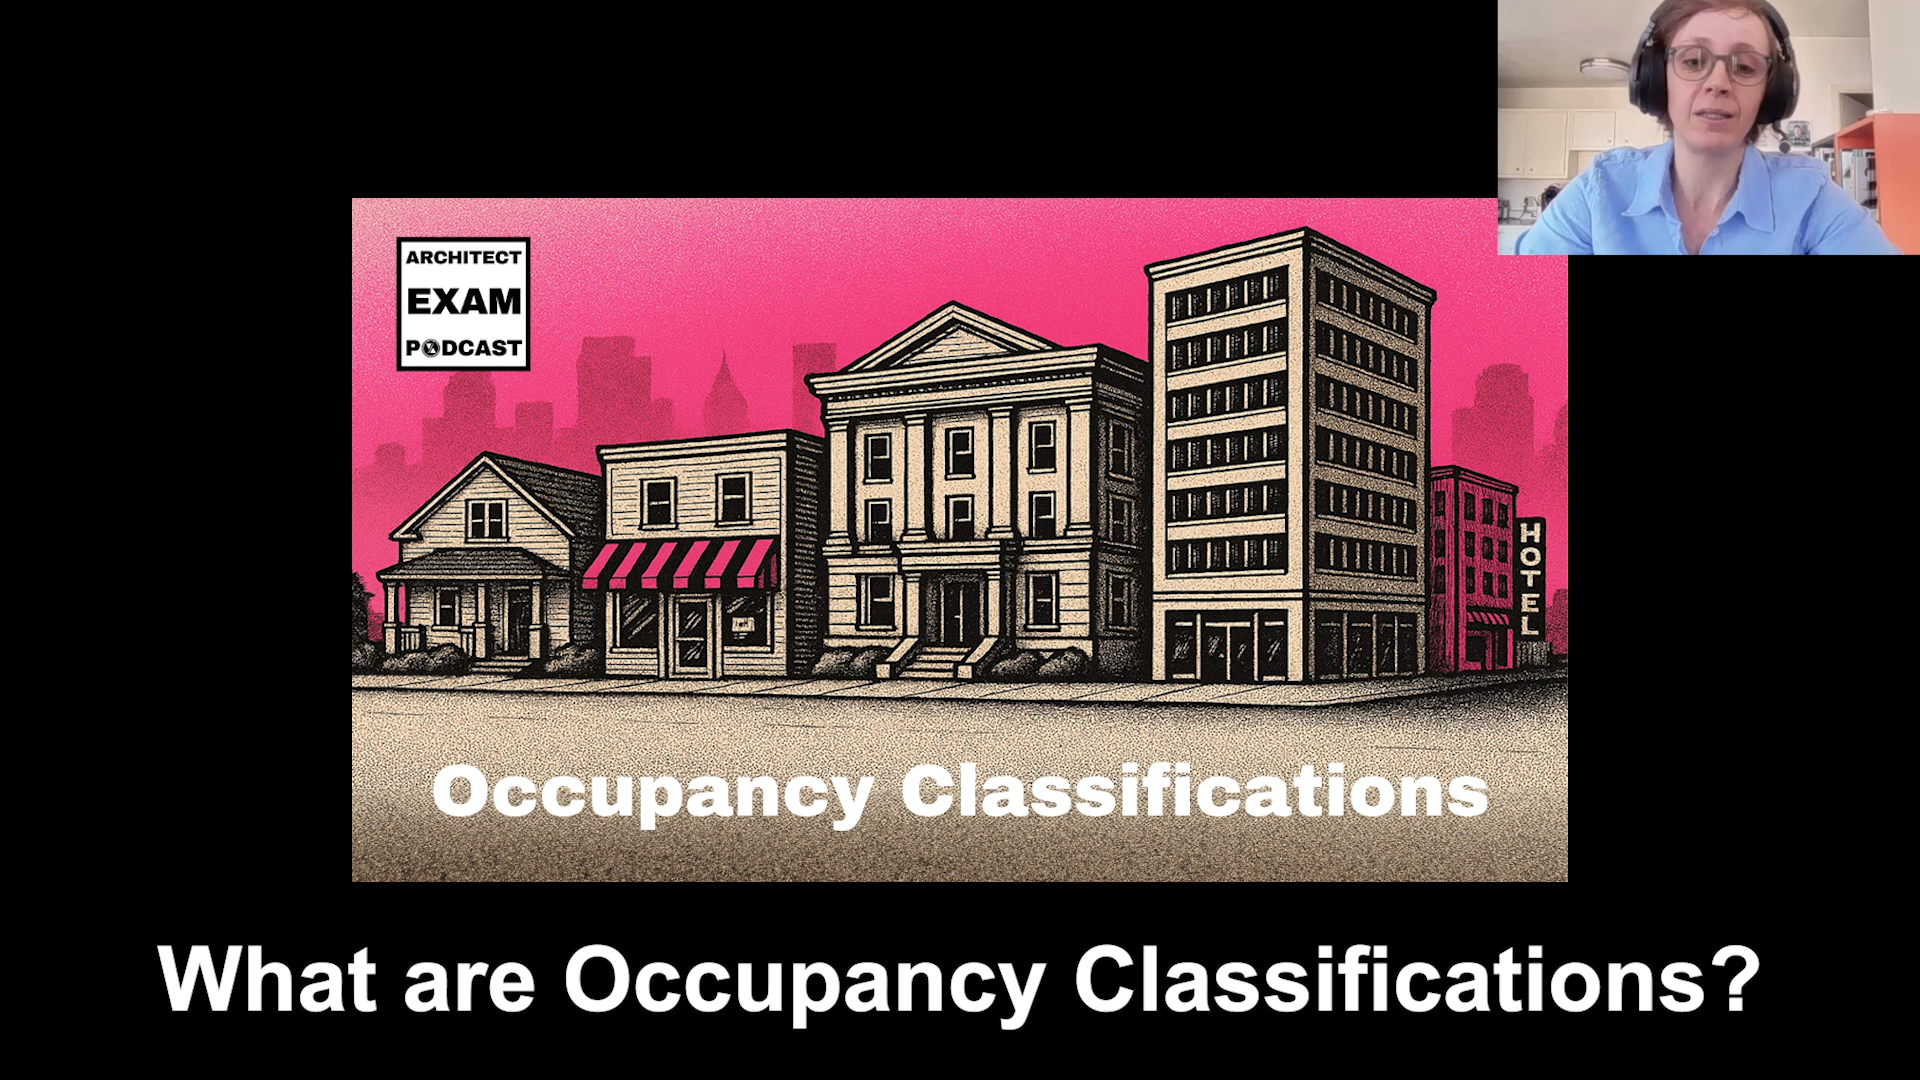 ARCHITECT
EXAM
PODCAST
HOTEL
Occupancy Classifications
What are Occupancy Classifications?